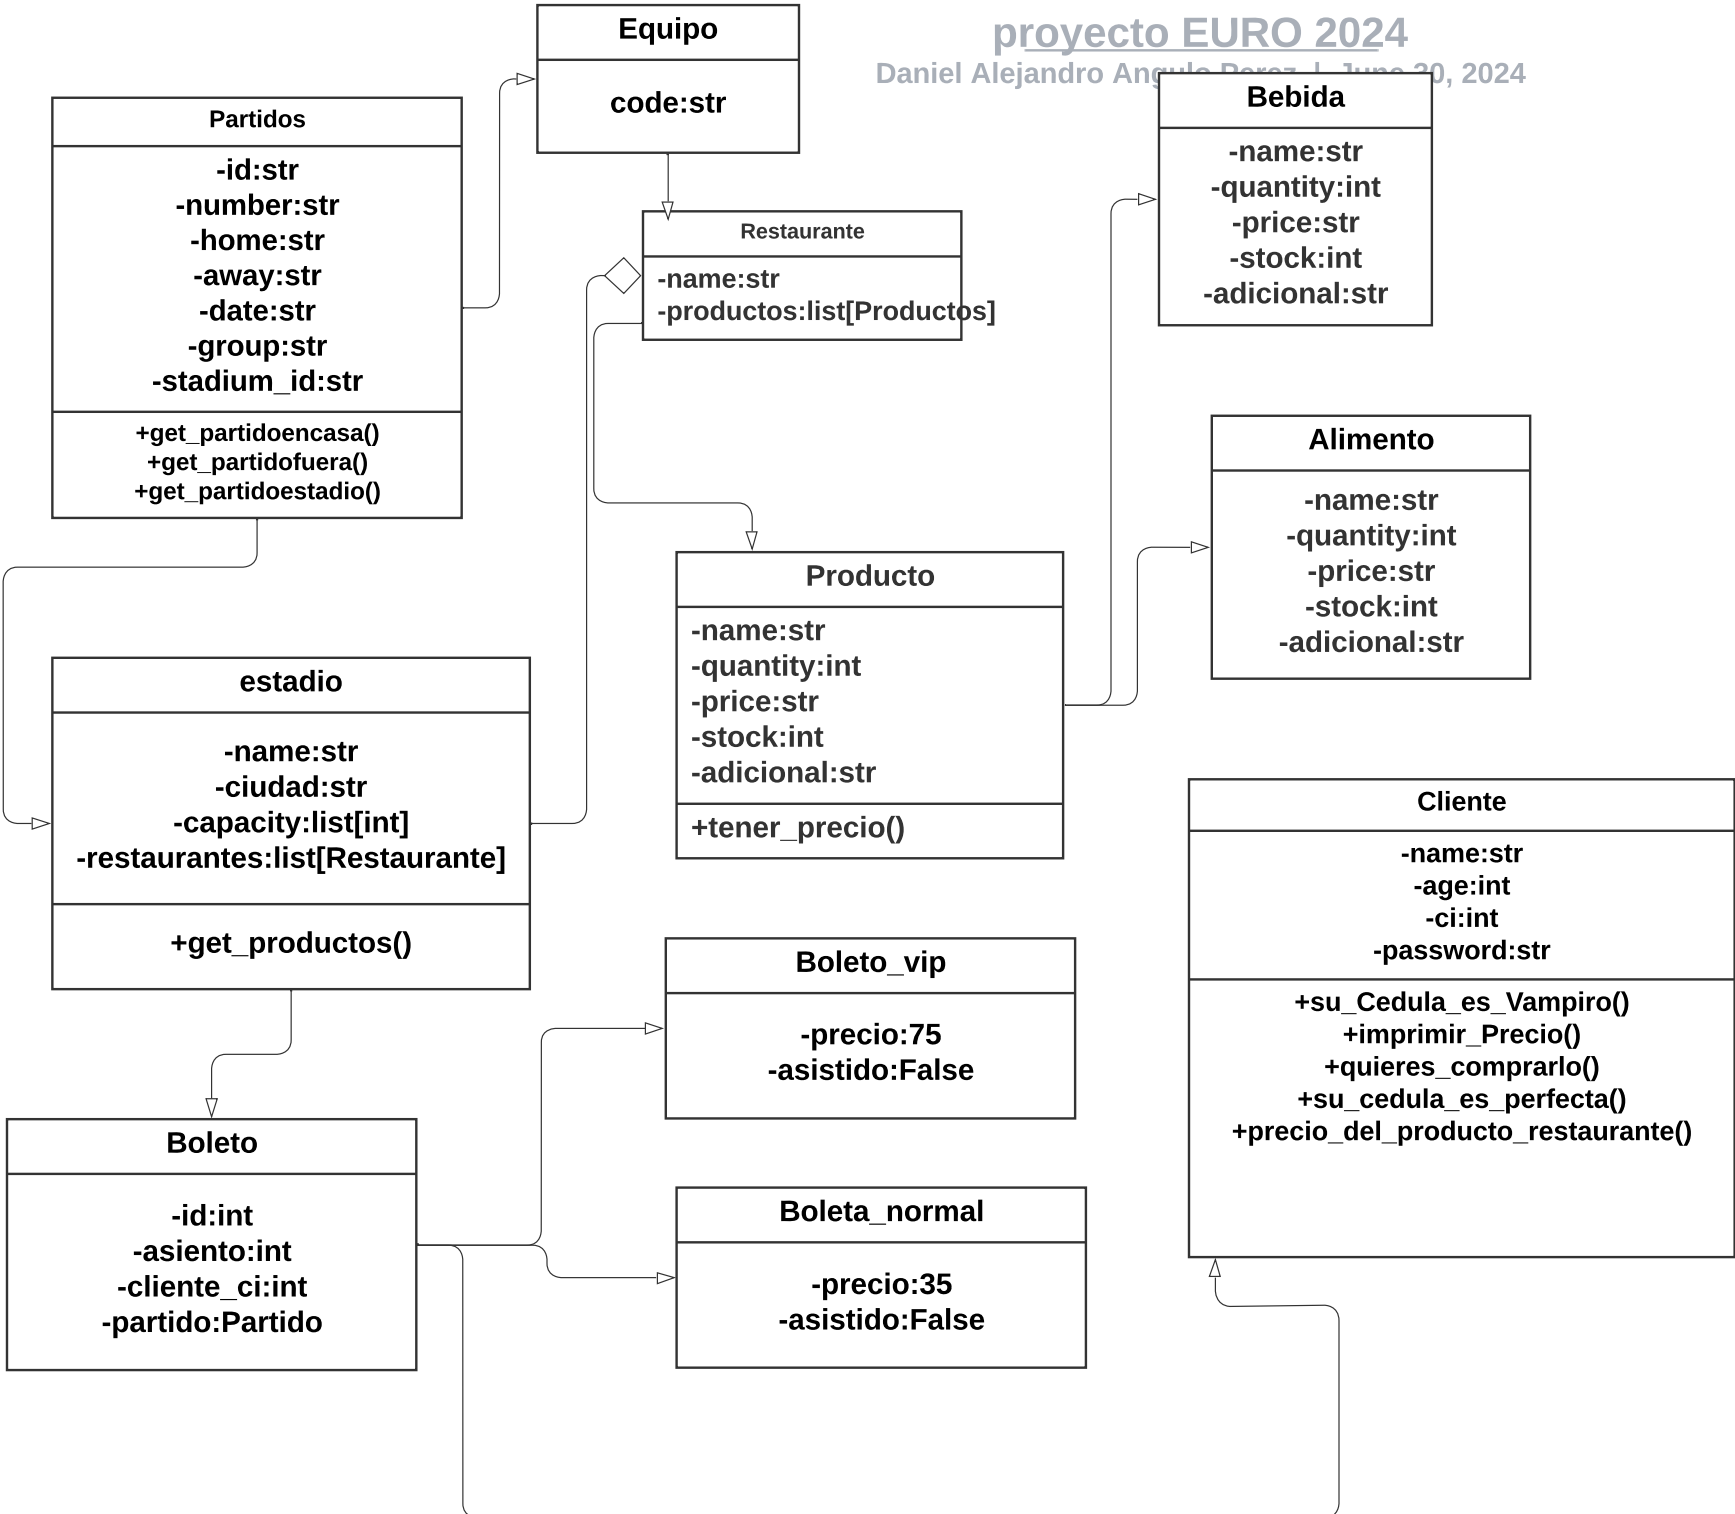 proyecto EURO 2024
Daniel Alejandro Angulo Perez | June 30, 2024
Equipo
code:str
Partidos
-id:str
-number:str
-home:str
-away:str
-date:str
-group:str
-stadium_id:str
+get_partidoencasa()
+get_partidofuera()
+get_partidoestadio()
Restaurante
-name:str
-productos:list[Productos]
Bebida
-name:str
-quantity:int
-price:str
-stock:int
-adicional:str
Alimento
-name:str
-quantity:int
-price:str
-stock:int
-adicional:str
Producto
-name:str
-quantity:int
-price:str
-stock:int
-adicional:str
+tener_precio()
estadio
-name:str
-ciudad:str
-capacity:list[int]
-restaurantes:list[Restaurante]
+get_productos()
Cliente
-name:str
-age:int
-ci:int
-password:str
+su_Cedula_es_Vampiro()
+imprimir_Precio()
+quieres_comprarlo()
+su_cedula_es_perfecta()
+precio_del_producto_restaurante()
Boleto_vip
-precio:75
-asistido:False
Boleto
-id:int
-asiento:int
-cliente_ci:int
-partido:Partido
Boleta_normal
-precio:35
-asistido:False